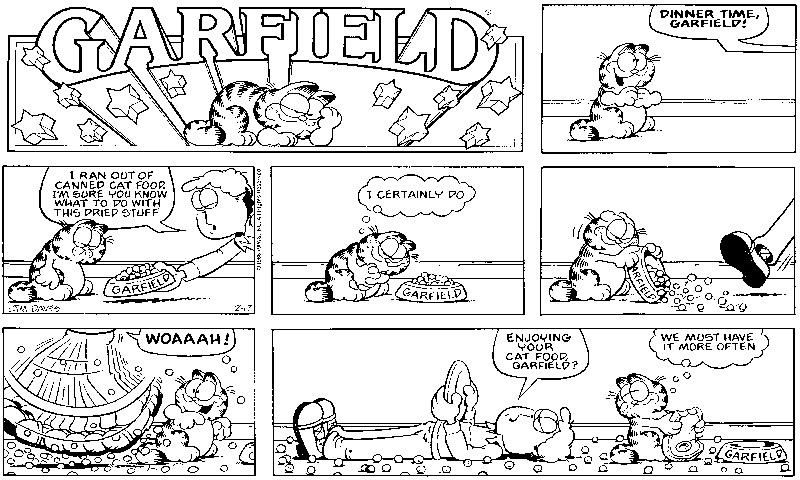 GARFIELD
DINNER TIME,
GARFIELD!
I RAN OUT OF
CANNED CAT FOOD.
I'M SURE YOU KNOW
WHAT TO DO WITH
THIS DRIED STUFF
GARFIELD
JIM DAVIS
2-7
I CERTAINLY DO
GARFIELD
GARFIELD
WOAAAH!
ENJOYING
YOUR
CAT FOOD,
GARFIELD?
WE MUST HAVE
IT MORE OFTEN
GARFIELD